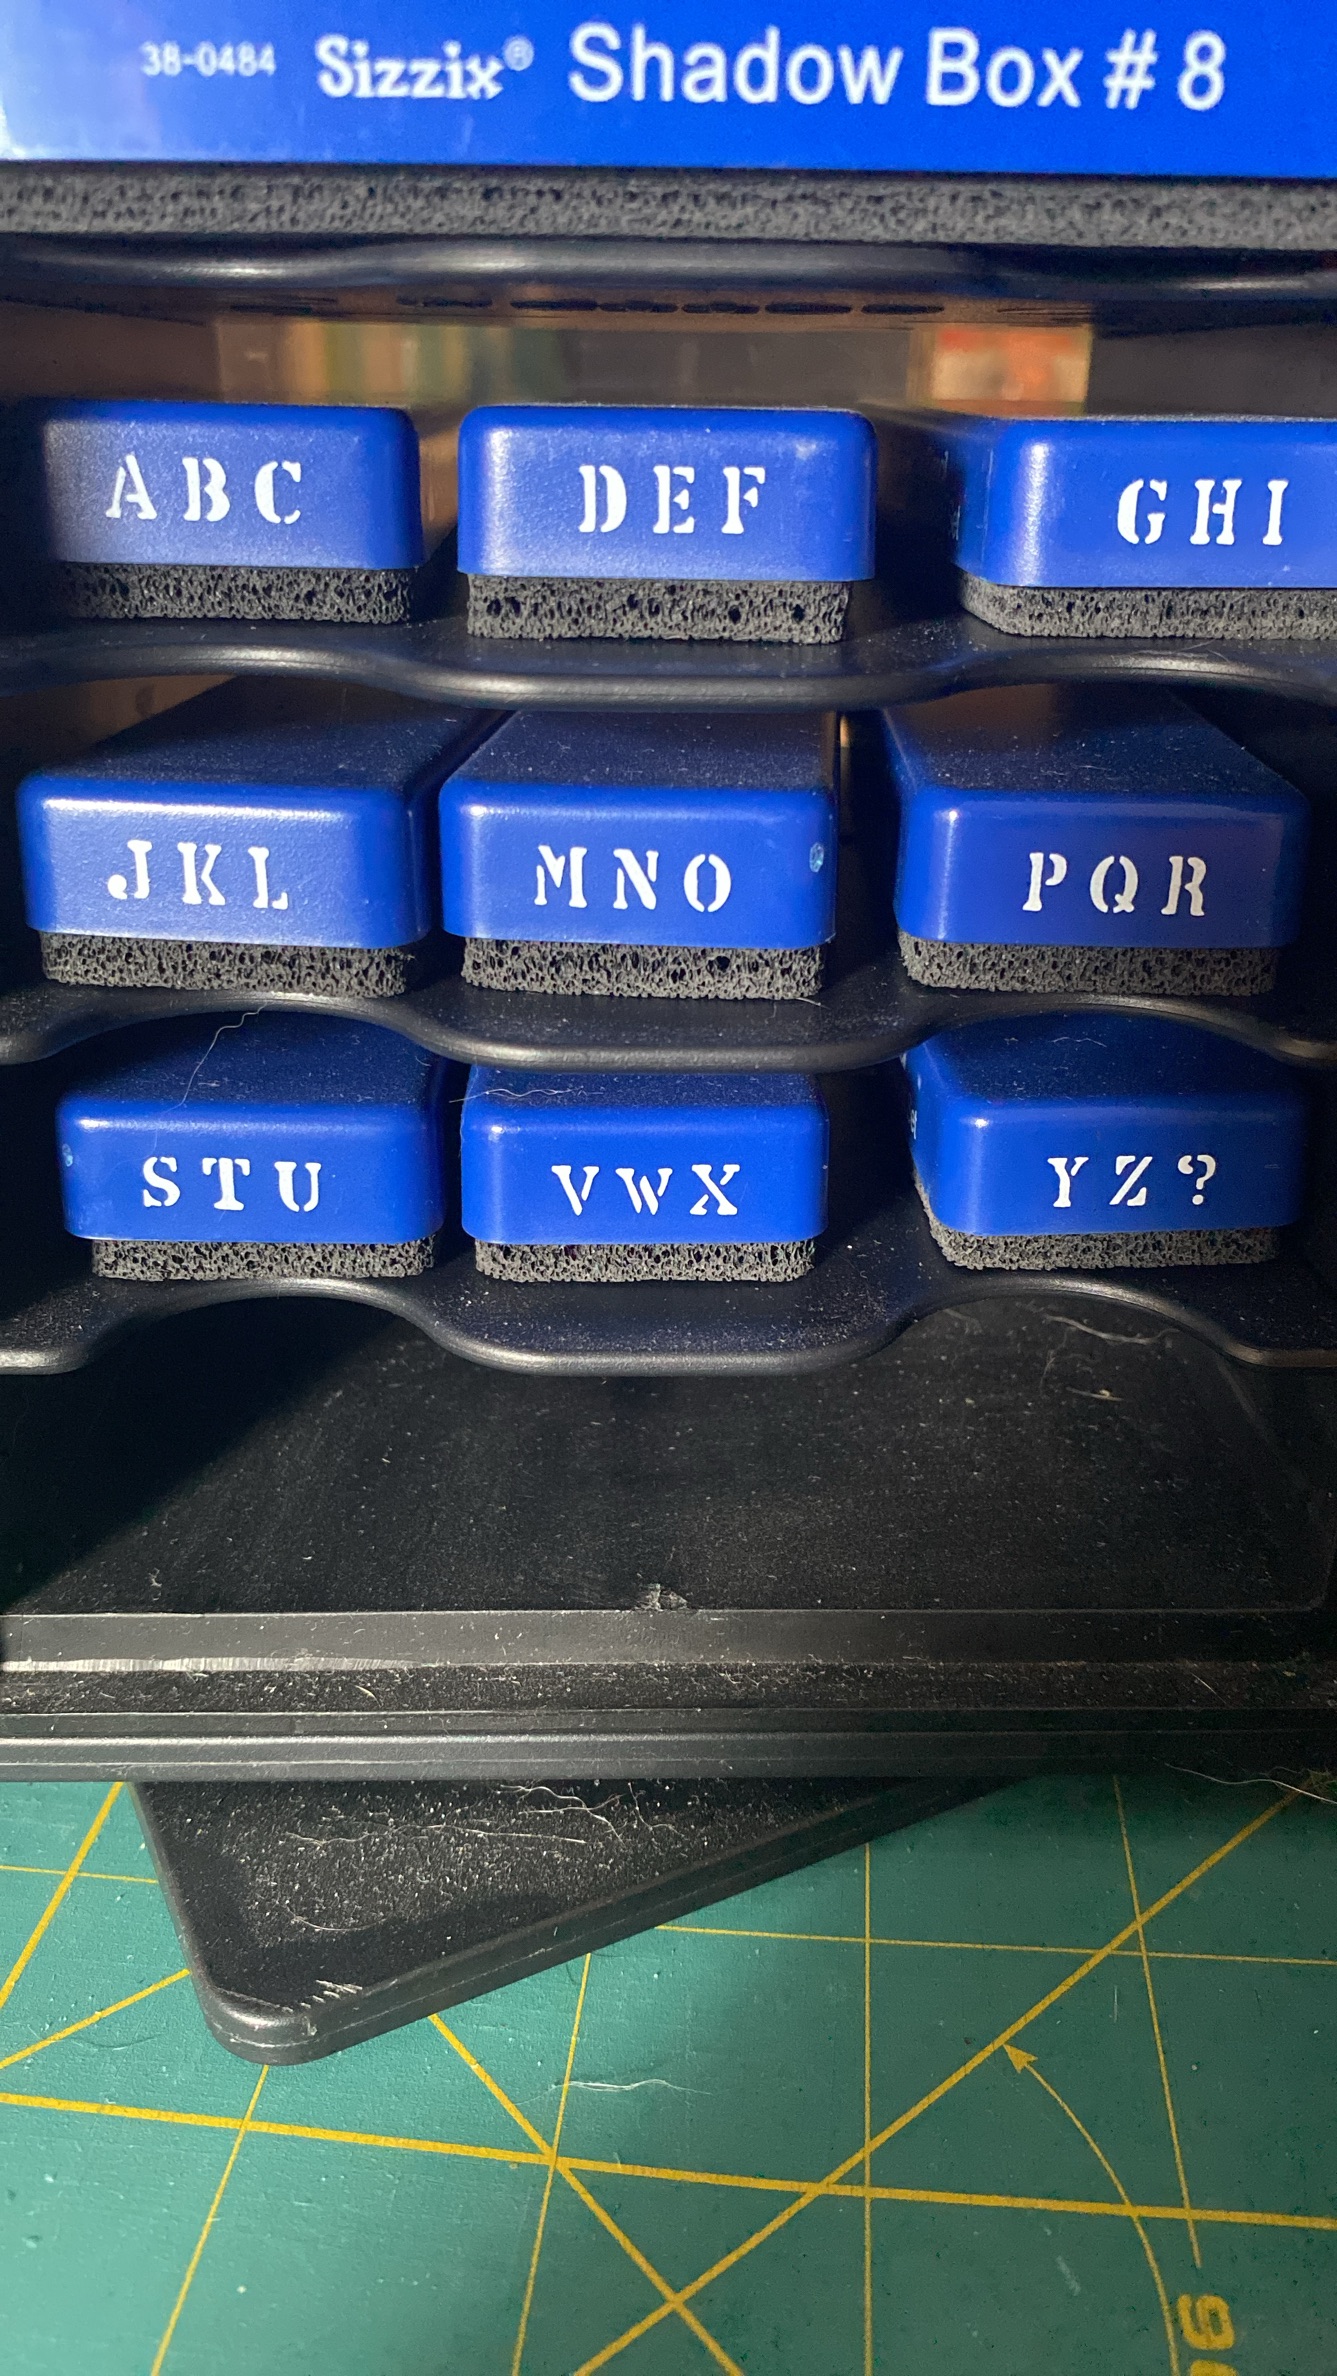 38-0484 Sizzix® Shadow Box # 8
ABC DEF GHI
JKL MNO PQR
STU VWX YZ?